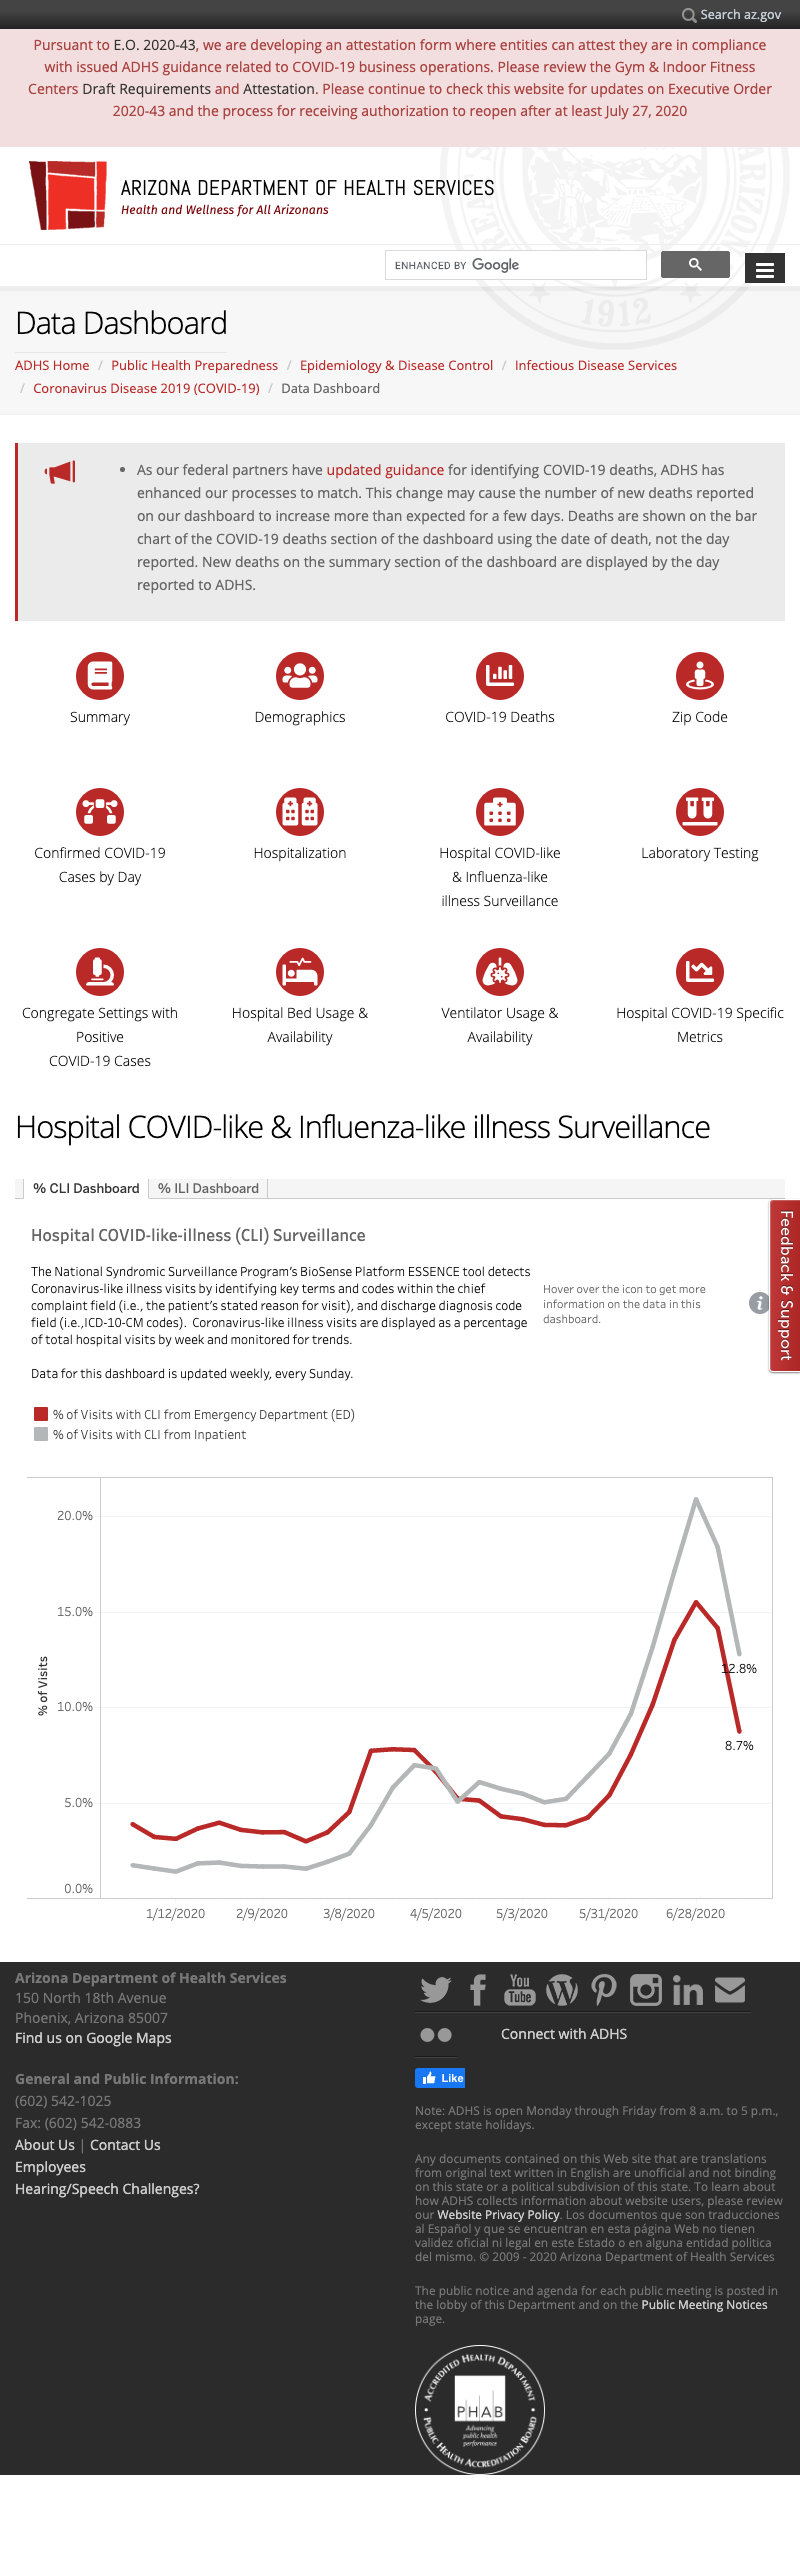 Search az.gov
Pursuant to E.O. 2020-43, we are developing an attestation form where entities can attest they are in compliance
with issued ADHS guidance related to COVID-19 business operations. Please review the Gym & Indoor Fitness
Centers Draft Requirements and Attestation. Please continue to check this website for updates on Executive Order
2020-43 and the process for receiving authorization to reopen after at least July 27, 2020
ARIZONA DEPARTMENT OF HEALTH SERVICES
Health and Wellness for All Arizonans
ENHANCED BY Google
1912
Data Dashboard
ADHS Home / Public Health Preparedness / Epidemiology & Disease Control / Infectious Disease Services
/ Coronavirus Disease 2019 (COVID-19) / Data Dashboard
• As our federal partners have updated guidance for identifying COVID-19 deaths, ADHS has
enhanced our processes to match. This change may cause the number of new deaths reported
on our dashboard to increase more than expected for a few days. Deaths are shown on the bar
chart of the COVID-19 deaths section of the dashboard using the date of death, not the day
reported. New deaths on the summary section of the dashboard are displayed by the day
reported to ADHS.
Summary
Demographics
COVID-19 Deaths
Zip Code
Confirmed COVID-19
Cases by Day
Hospitalization
Hospital COVID-like
& Influenza-like
illness Surveillance
Laboratory Testing
Congregate Settings with
Positive
COVID-19 Cases
Hospital Bed Usage &
Availability
Ventilator Usage &
Availability
Hospital COVID-19 Specific
Metrics
Hospital COVID-like & Influenza-like illness Surveillance
% CLI Dashboard
% ILI Dashboard
Hospital COVID-like-illness (CLI) Surveillance
The National Syndromic Surveillance Program's BioSense Platform ESSENCE tool detects
Coronavirus-like illness visits by identifying key terms and codes within the chief
complaint field (i.e., the patient's stated reason for visit), and discharge diagnosis code
field (i.e.,ICD-10-CM codes). Coronavirus-like illness visits are displayed as a percentage
of total hospital visits by week and monitored for trends.
Data for this dashboard is updated weekly, every Sunday.
Hover over the icon to get more
information on the data in this
dashboard.
Feedback & Support
% of Visits with CLI from Emergency Department (ED)
% of Visits with CLI from Inpatient
% of Visits
20.0%
15.0%
10.0%
5.0%
0.0%
12.8%
8.7%
1/12/2020
2/9/2020
3/8/2020
4/5/2020
5/3/2020
5/31/2020
6/28/2020
Arizona Department of Health Services
150 North 18th Avenue
Phoenix, Arizona 85007
Find us on Google Maps
General and Public Information:
(602) 542-1025
Fax: (602) 542-0883
About Us | Contact Us
Employees
Hearing/Speech Challenges?
You
Tube
Connect with ADHS
Like
Note: ADHS is open Monday through Friday from 8 a.m. to 5 p.m.,
except state holidays.
Any documents contained on this Web site that are translations
from original text written in English are unofficial and not binding
on this state or a political subdivision of this state. To learn about
how ADHS collects information about website users, please review
our Website Privacy Policy. Los documentos que son traducciones
al Español y que se encuentran en esta página Web no tienen
validez oficial ni legal en este Estado o en alguna entidad politica
del mismo. © 2009 - 2020 Arizona Department of Health Services
The public notice and agenda for each public meeting is posted in
the lobby of this Department and on the Public Meeting Notices
page.
ACCREDITED HEALTH DEPARTMENT
PHAB
Advancing
public health
performance
PUBLIC HEALTH ACCREDITATION BOARD